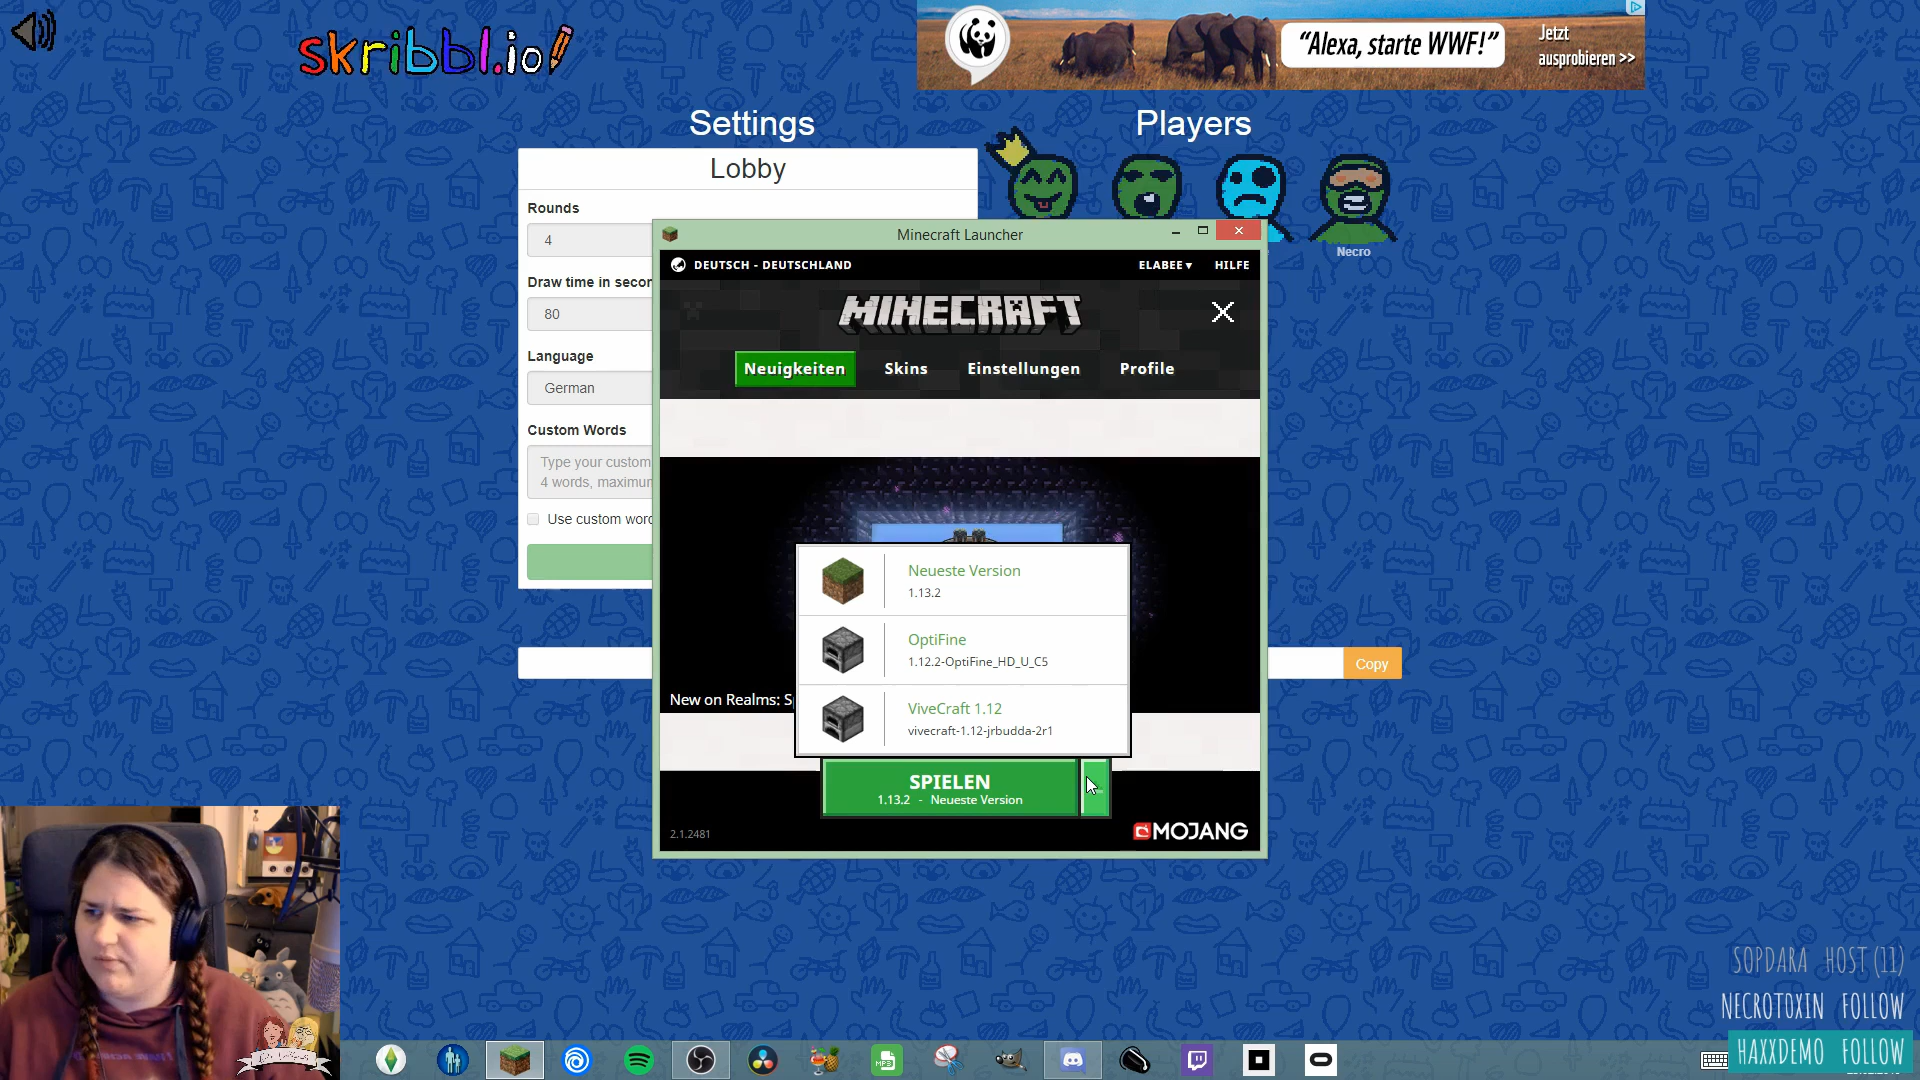 skribbl.io
"Alexa, starte WWF!"
Jetzt
ausprobieren >>
Settings
Players
Lobby
Rounds
4
Draw time in secon
80
Language
German
Custom Words
Type your custom
4 words, maximum
Use custom word
Necro
Copy
Minecraft Launcher
DEUTSCH - DEUTSCHLAND
ELABEE
HILFE
MINECRAFT
Neuigkeiten
Skins
Einstellungen
Profile
Neueste Version
1.13.2
OptiFine
1.12.2-OptiFine_HD_U_C5
New on Realms: S
ViveCraft 1.12
vivecraft-1.12-jrbudda-2r1
SPIELEN
1.13.2 - Neueste Version
2.1.2481
MOJANG
SOPDARA HOST (11)
NECROTOXIN FOLLOW
HAXXDEMO FOLLOW
MP3